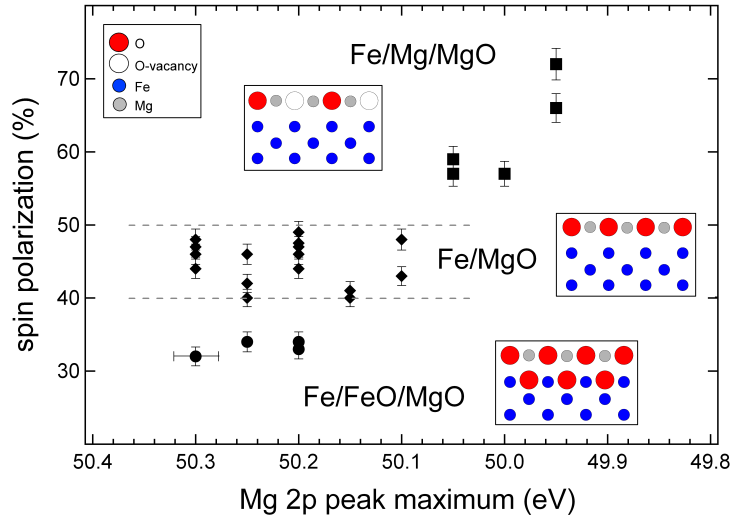 O
O-vacancy
Fe
Mg
Fe/Mg/MgO
Fe/MgO
Fe/FeO/MgO
spin polarization (%)
70
60
50
40
30
50.4 50.3 50.2 50.1 50.0 49.9 49.8
Mg 2p peak maximum (eV)